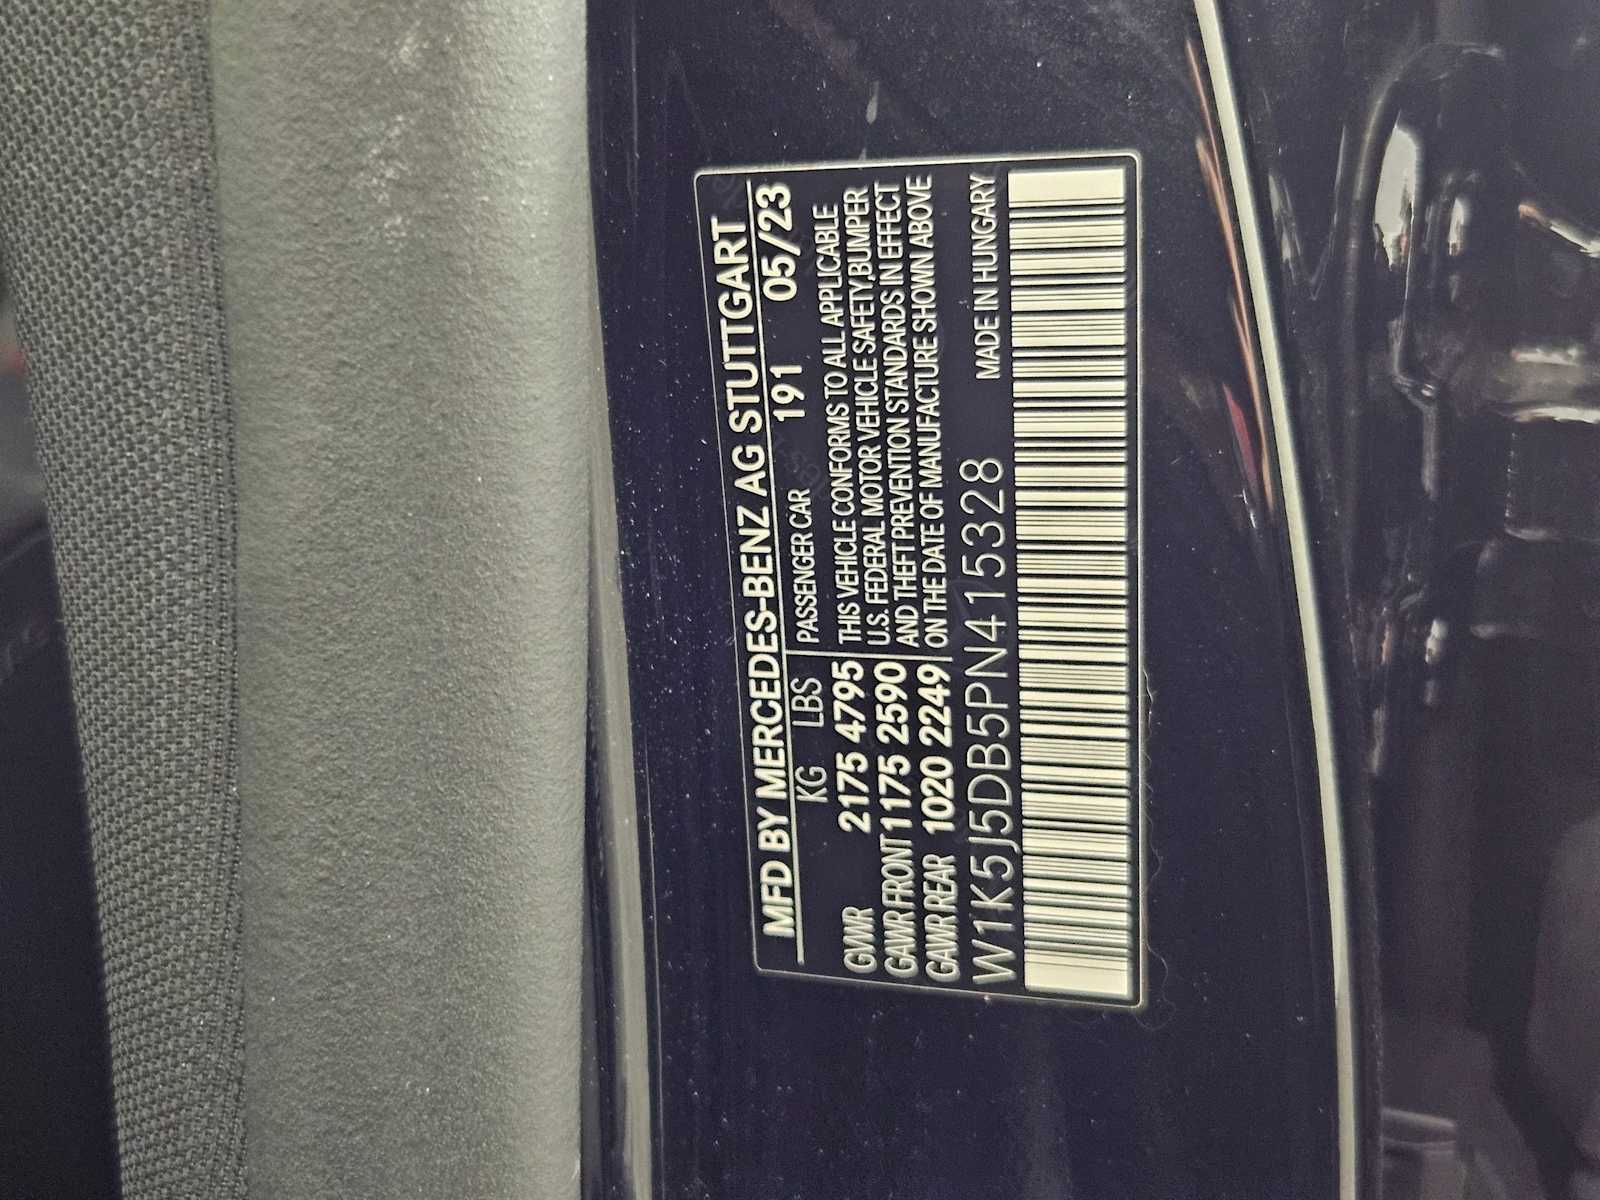 MFD BY MERCEDES-BENZ AG STUTTGART
KG LBS 191 05/23
PASSENGER CAR
GVWR 2175 4795
GAWR FRONT 1175 2590
GAWR REAR 1020 2249
THIS VEHICLE CONFORMS TO ALL APPLICABLE
U.S. FEDERAL MOTOR VEHICLE SAFETY,BUMPER
AND THEFT PREVENTION STANDARDS IN EFFECT
ON THE DATE OF MANUFACTURE SHOWN ABOVE
W1K5J5DB5PN415328 MADE IN HUNGARY